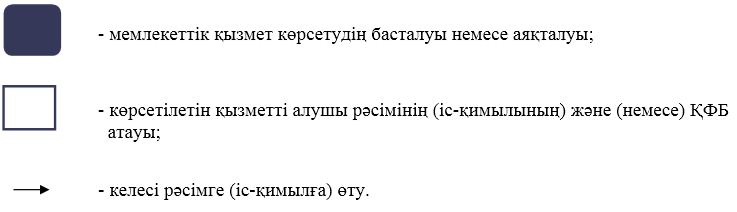 - мемлекеттік қызмет көрсетудің басталуы немесе аяқталуы;
- көрсетілетін қызметті алушы рәсімінің (іс-қимылының) және (немесе) ҚФБ
атауы;
- келесі рәсімге (іс-қимылға) өту.